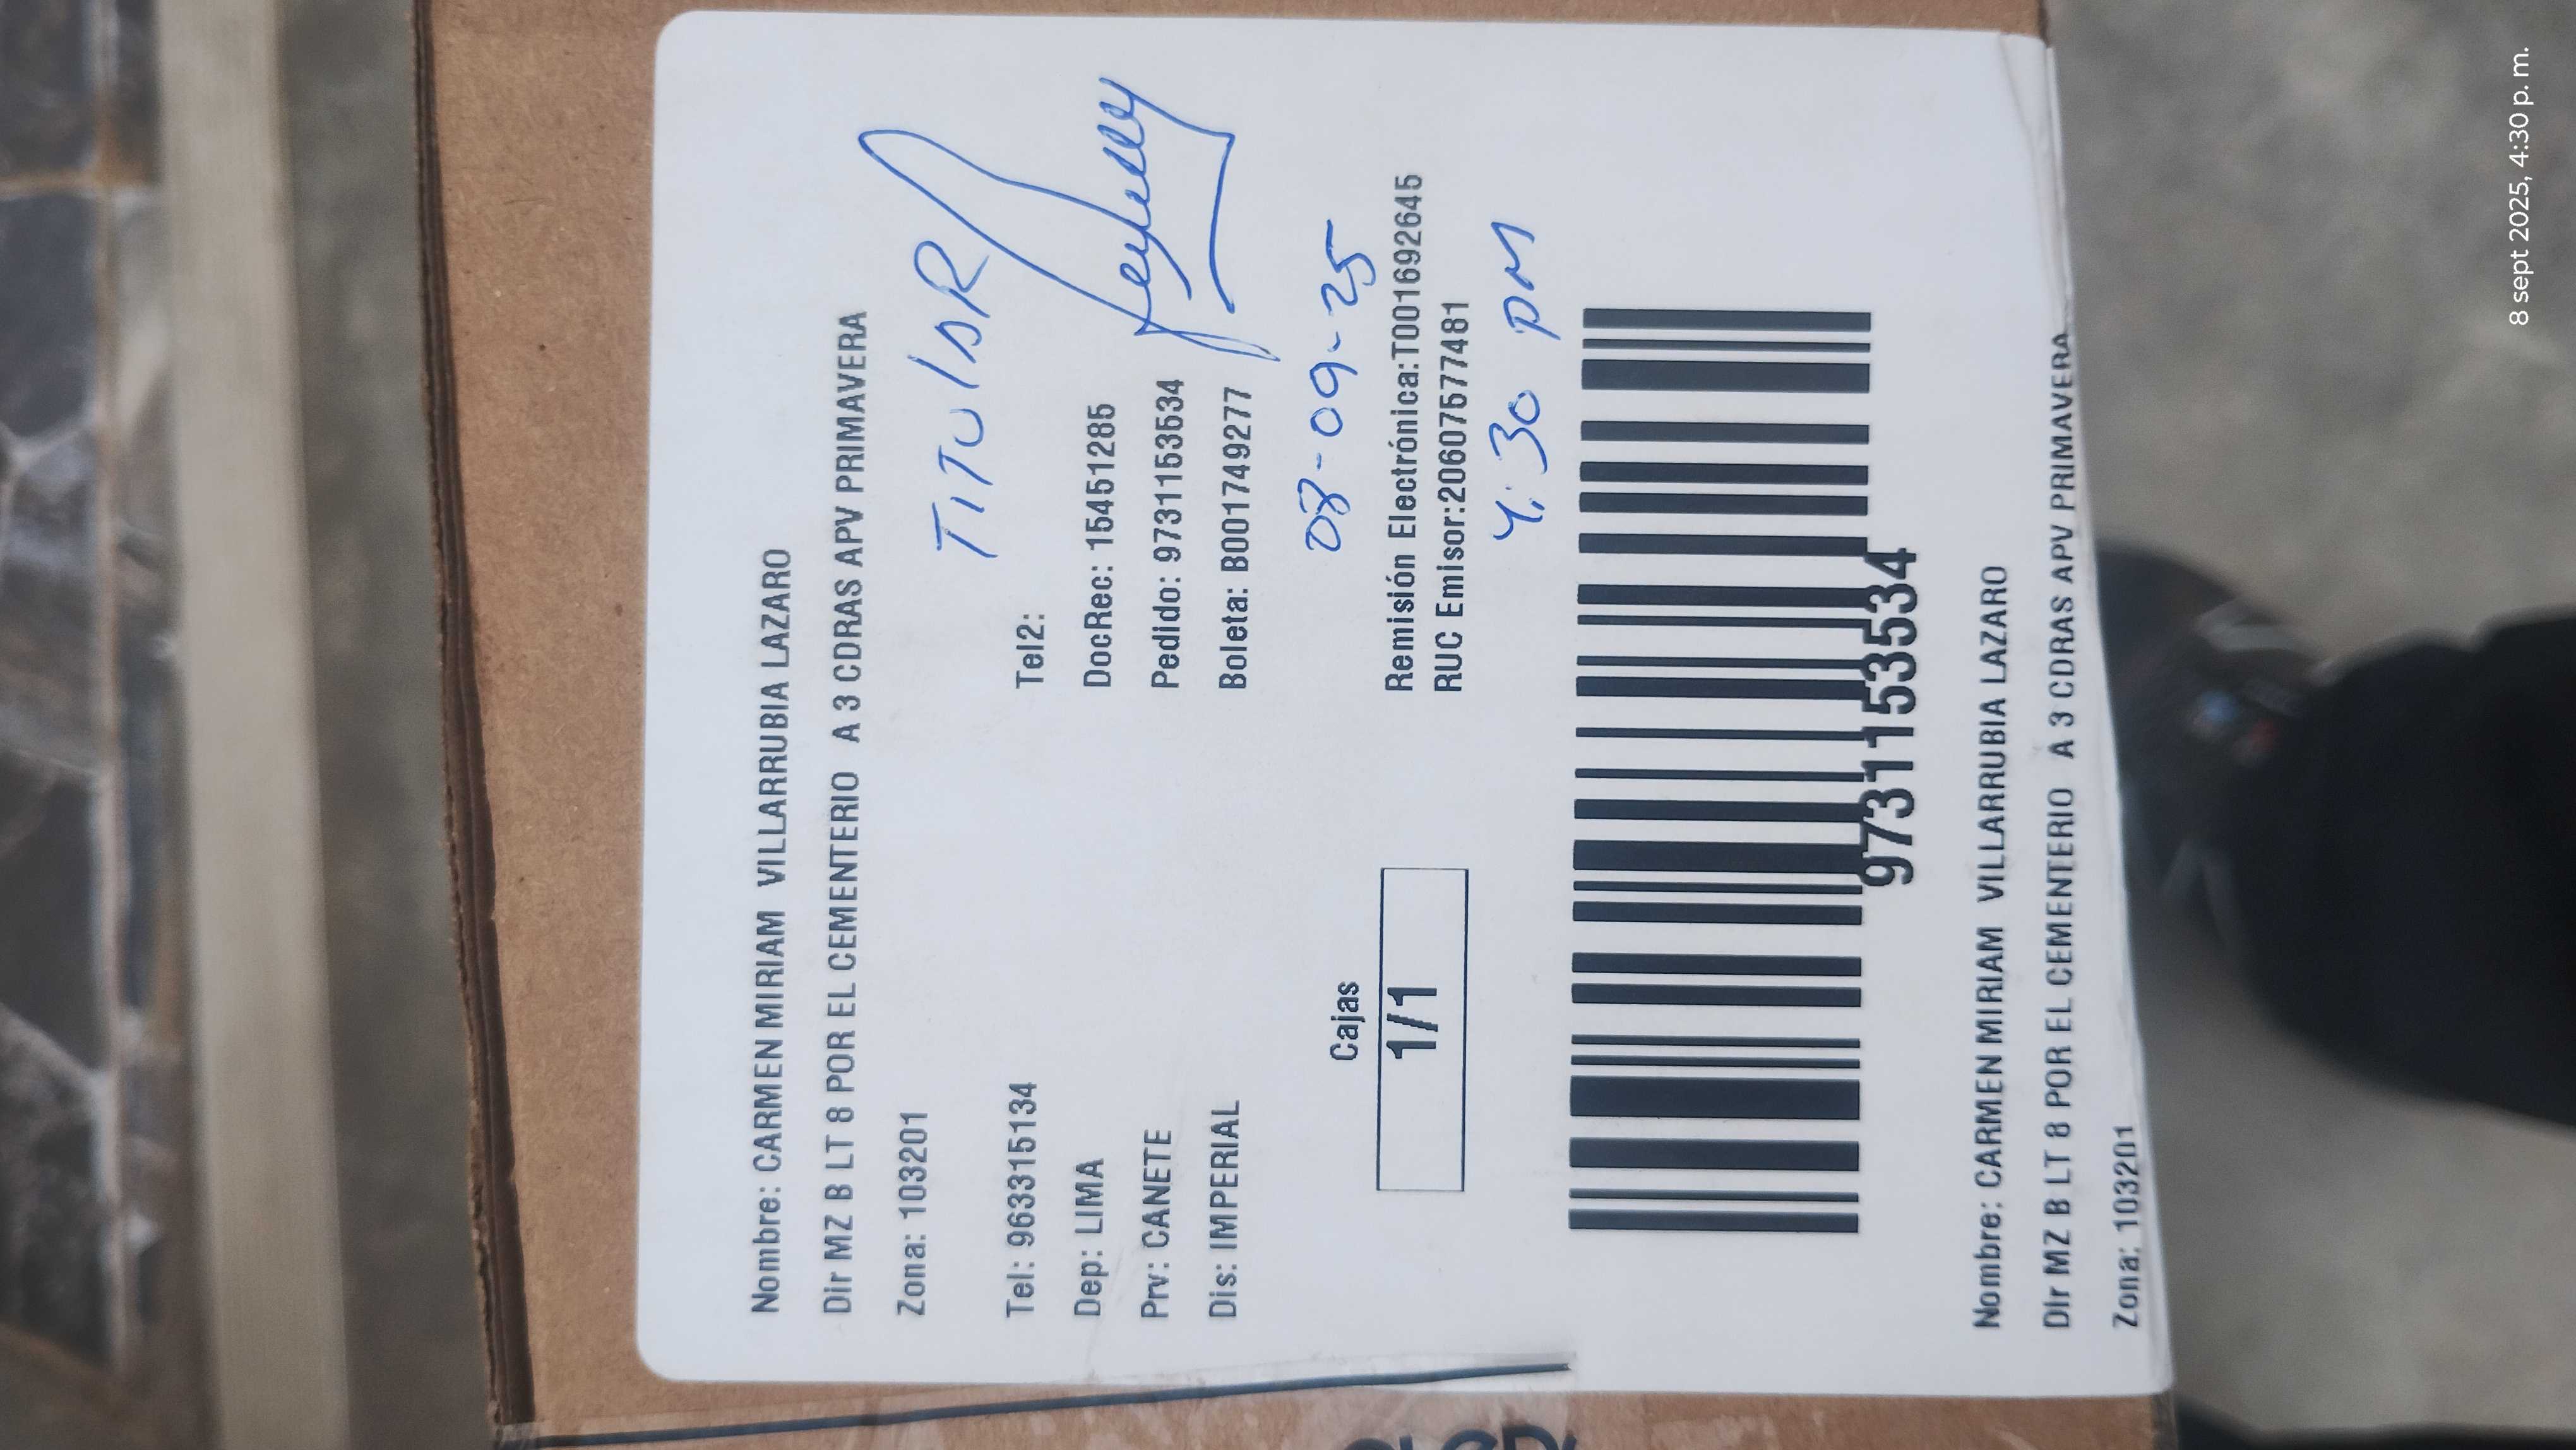 Nombre: CARMEN MIRIAM VILLARRUBIA LAZARO
Dir MZ B LT 8 POR EL CEMENTERIO A 3 CDRAS APV PRIMAVERA
Zona: 103201
TITULAR
Tel: 963315134 Tel2:
Dep: LIMA DocRec: 15451285
Prv: CANETE Pedido: 97311153534
Dis: IMPERIAL Boleta: B001749277
08-09-25
Cajas
1/1
Remisión Electrónica:T001692645
RUC Emisor:20607577481
4:30 PM
97311153534
Nombre: CARMEN MIRIAM VILLARRUBIA LAZARO
Dir MZ B LT 8 POR EL CEMENTERIO A 3 CDRAS APV PRIMAVERA
Zona: 103201
8 sept 2025, 4:30 p. m.